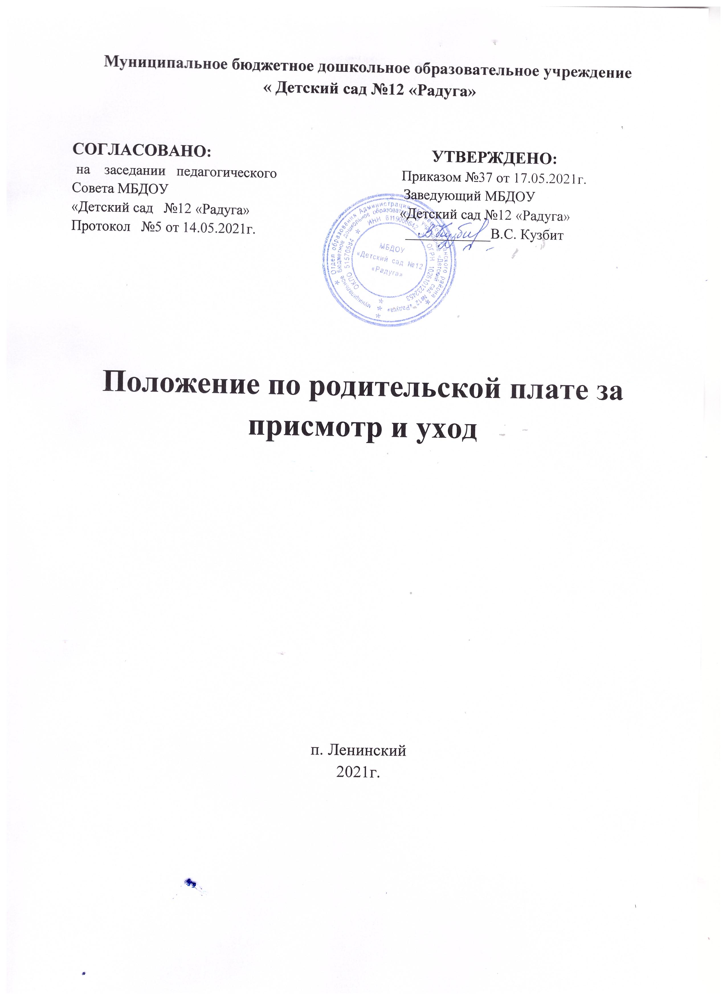 Муниципальное бюджетное дошкольное образовательное учреждение
« Детский сад №12 «Радуга»
СОГЛАСОВАНО:
на заседании педагогического
Совета МБДОУ
«Детский сад №12 «Радуга»
Протокол №5 от 14.05.2021г.
УТВЕРЖДЕНО:
Приказом №37 от 17.05.2021г.
Заведующий МБДОУ
«Детский сад №12 «Радуга»
В.С. Кузбит
Отдел образования Администрации района
муниципальное бюджетное дошкольное образовательное учреждение «Детский сад №12 «Радуга»
ОКПО 51570584 * ИНН 6119006642 * ОГРН 1026101232453
МБДОУ
«Детский сад №12
«Радуга»
Положение по родительской плате за
присмотр и уход
п. Ленинский
2021г.